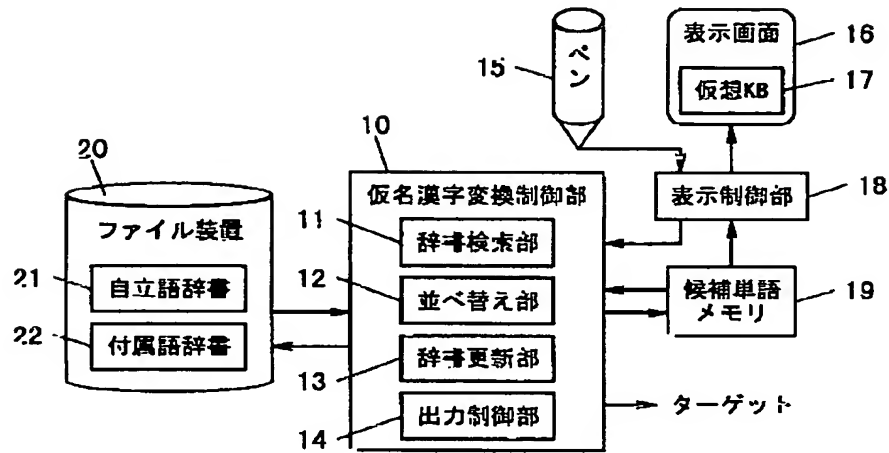 15
ペン
表示画面
16
仮想KB
17
20
10
ファイル装置
仮名漢字変換制御部
表示制御部
18
21
自立語辞書
11
辞書検索部
22
付属語辞書
12
並べ替え部
候補単語
メモリ
19
13
辞書更新部
14
出力制御部
ターゲット